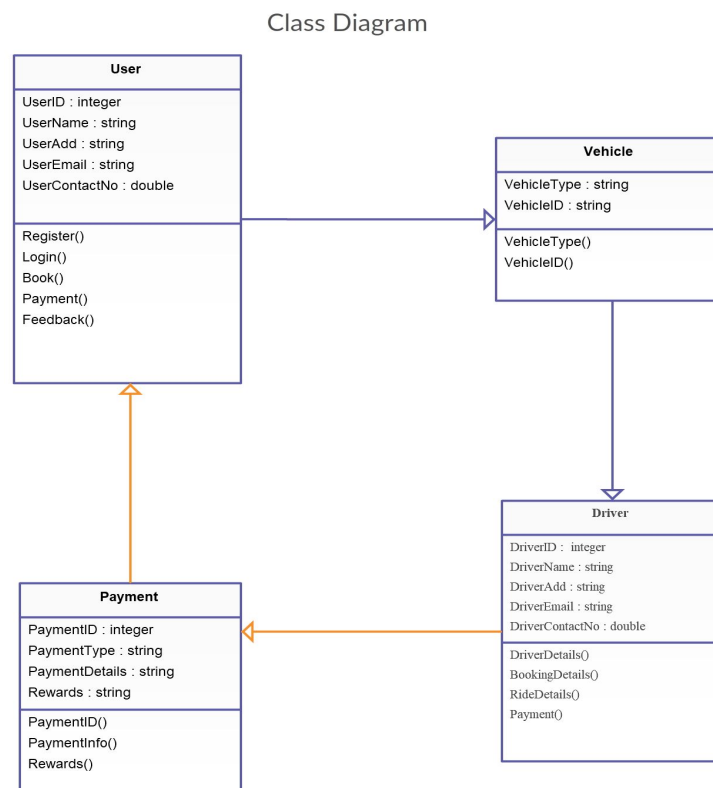 Class Diagram
User
UserID : integer
UserName : string
UserAdd : string
UserEmail : string
UserContactNo : double
Register()
Login()
Book()
Payment()
Feedback()
Vehicle
VehicleType : string
VehicleID : string
VehicleType()
VehicleID()
Payment
PaymentID : integer
PaymentType : string
PaymentDetails : string
Rewards : string
PaymentID()
PaymentInfo()
Rewards()
Driver
DriverID : integer
DriverName : string
DriverAdd : string
DriverEmail : string
DriverContactNo : double
DriverDetails()
BookingDetails()
RideDetails()
Payment()